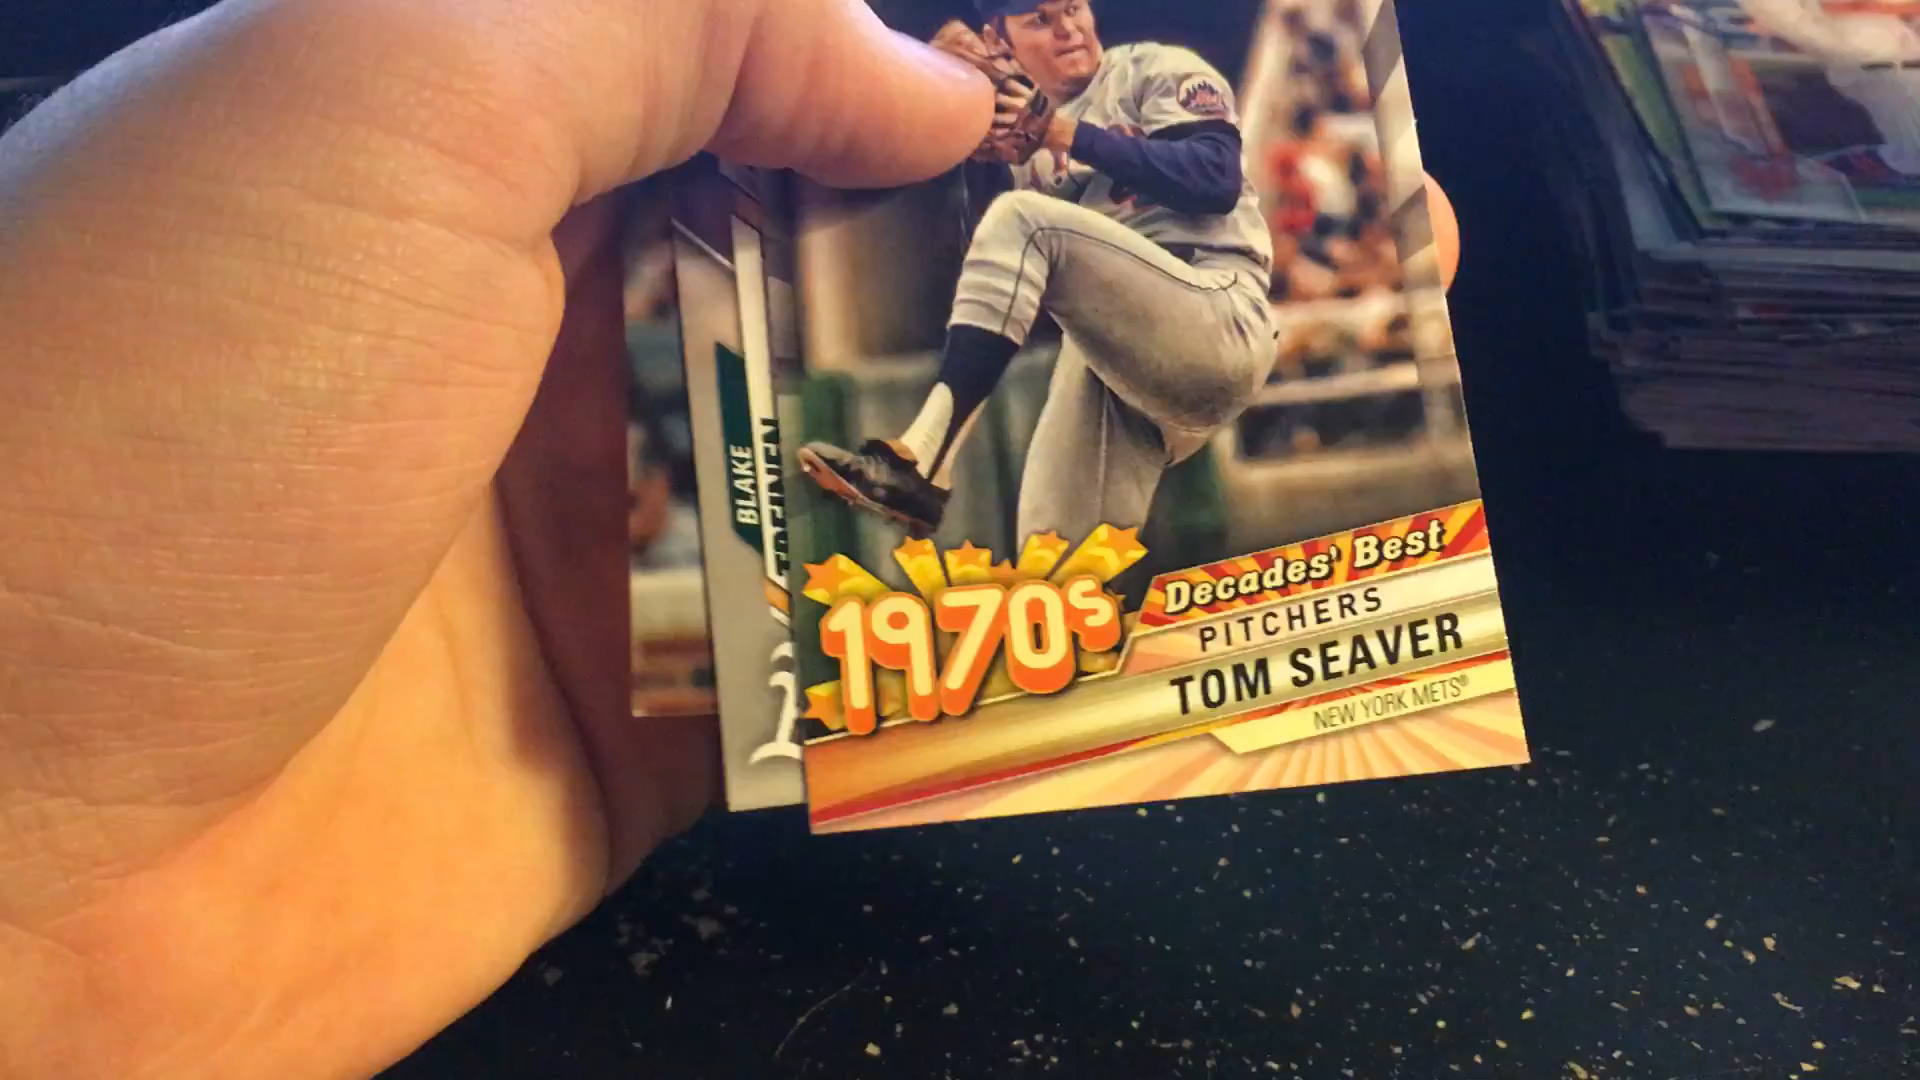 BLAKE
1970s
Decades' Best
PITCHERS
TOM SEAVER
NEW YORK METS®